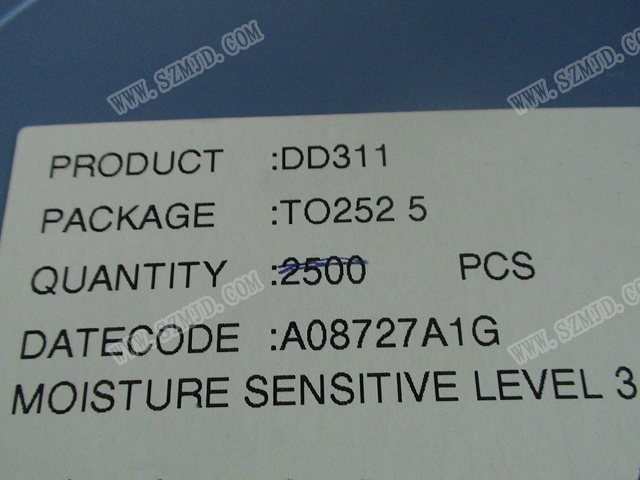 WWW.SZMJD.COM
WWW.SZMJD.COM
PRODUCT :DD311
PACKAGE :TO252 5
QUANTITY :2500 PCS
DATECODE :A08727A1G
MOISTURE SENSITIVE LEVEL 3
WWW.SZMJD.COM
WWW.SZMJD.COM